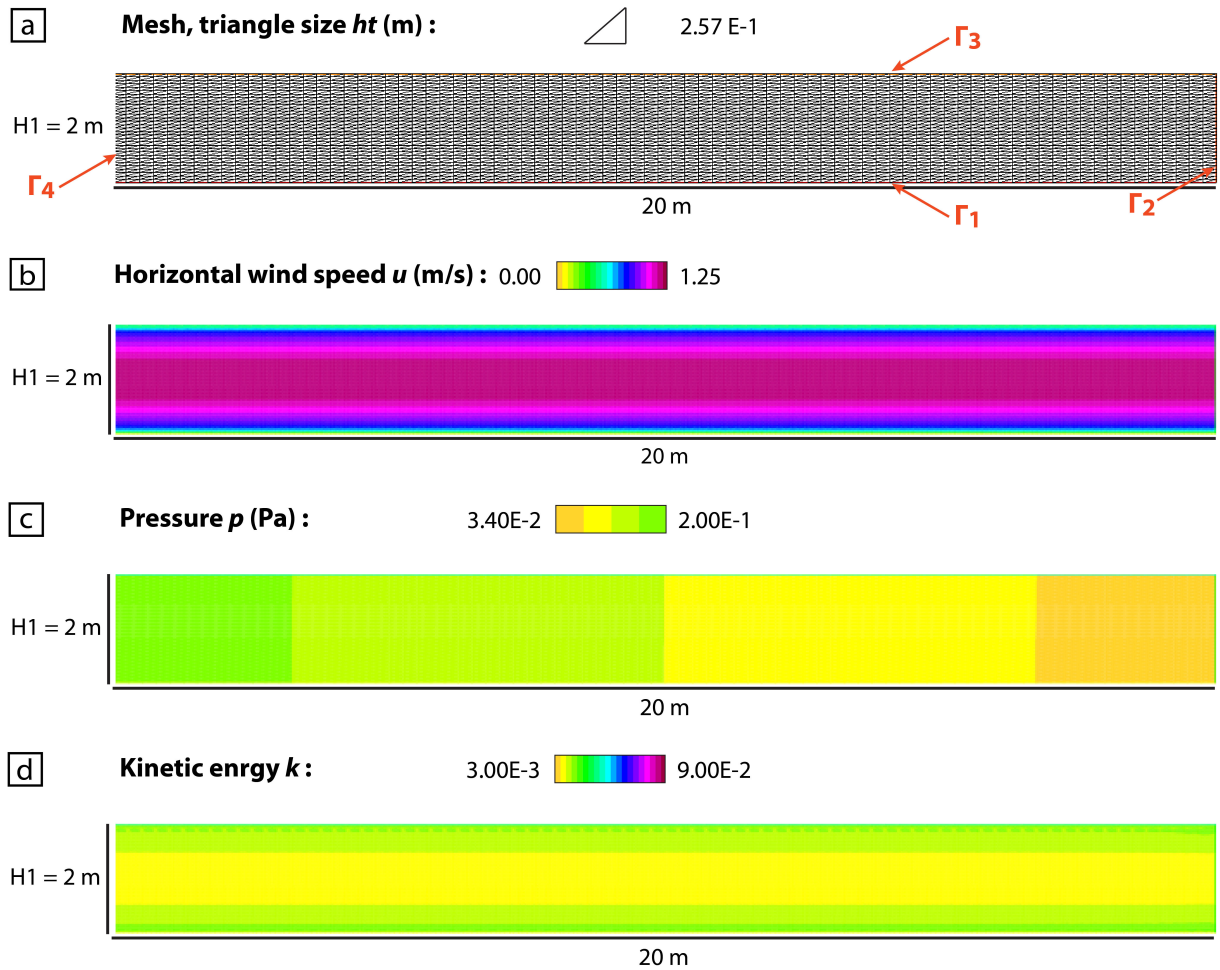 a
Mesh, triangle size ht (m) :
2.57 E-1
Γ3
H1 = 2 m
Γ4
20 m
Γ1
Γ2
b
Horizontal wind speed u (m/s) :
0.00
1.25
H1 = 2 m
20 m
c
Pressure p (Pa) :
3.40E-2
2.00E-1
H1 = 2 m
20 m
d
Kinetic enrgy k :
3.00E-3
9.00E-2
H1 = 2 m
20 m